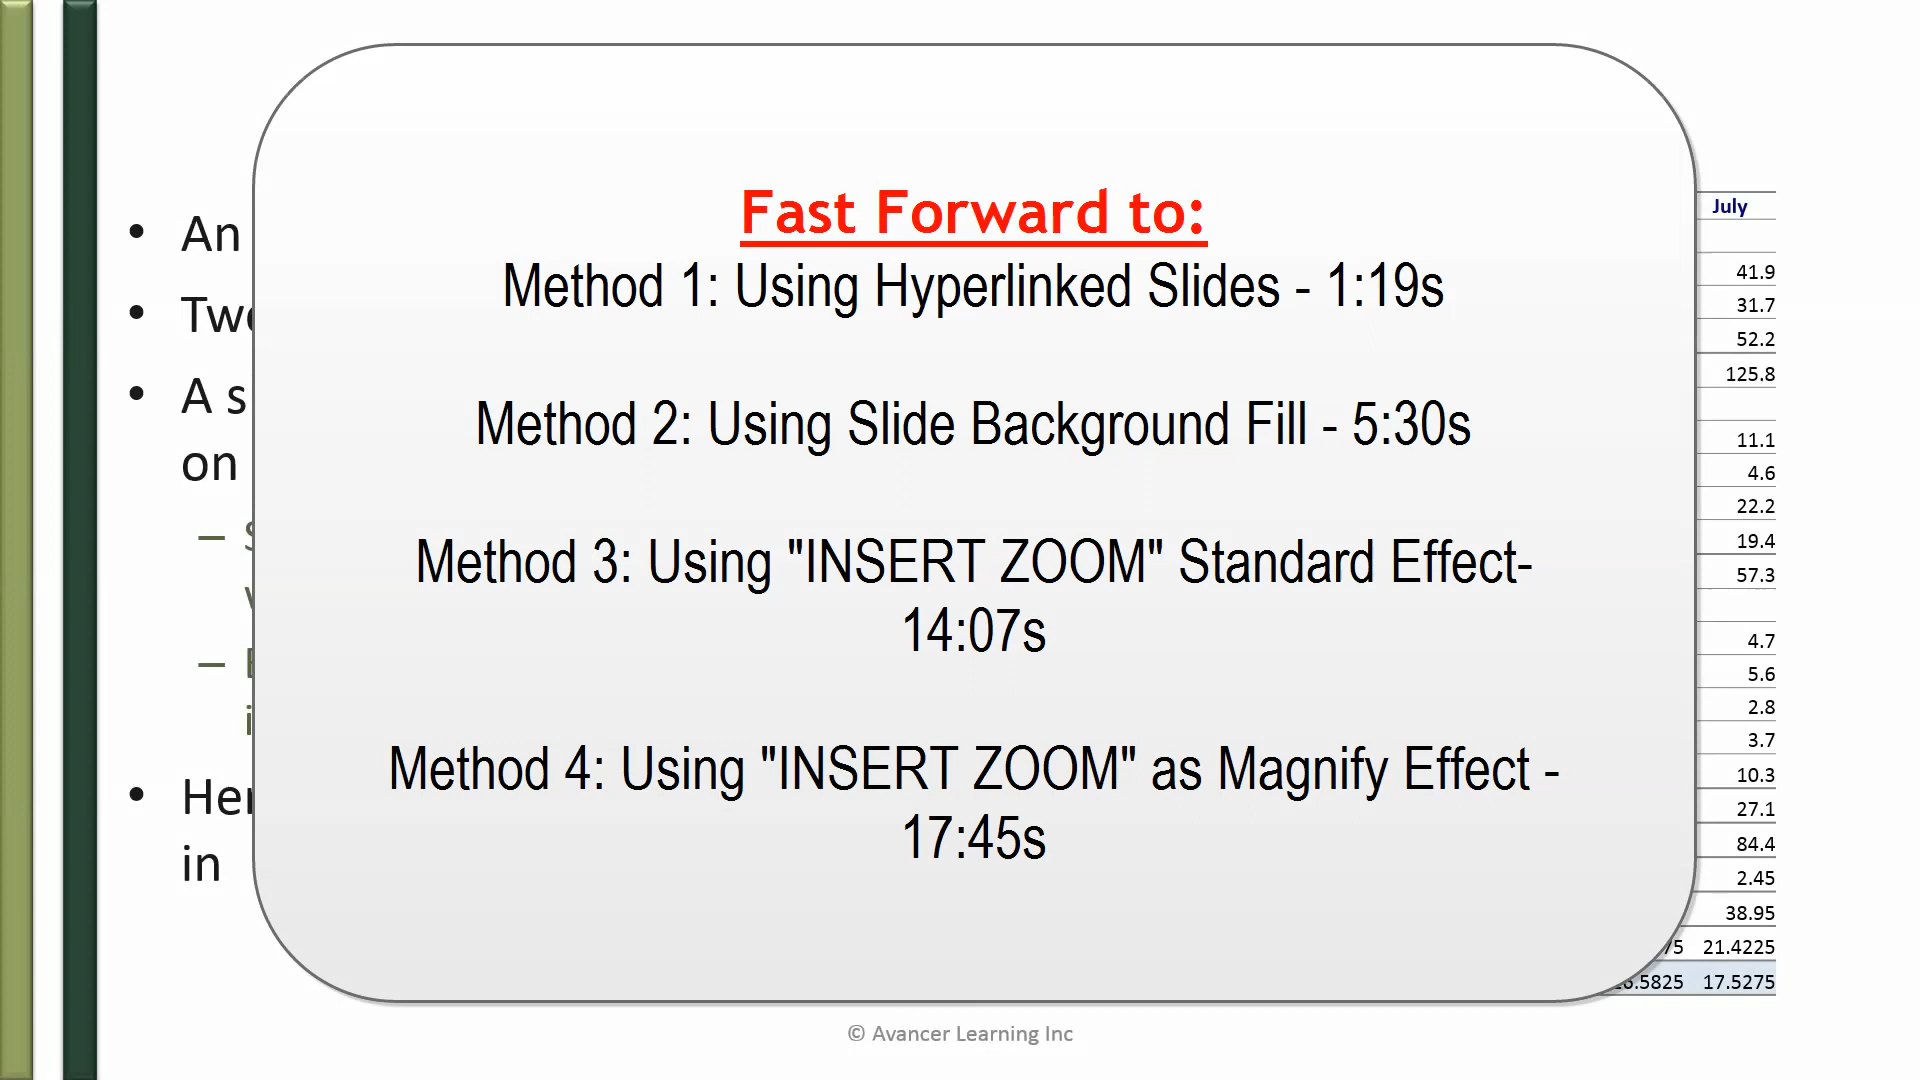 Fast Forward to:
Method 1: Using Hyperlinked Slides - 1:19s
Method 2: Using Slide Background Fill - 5:30s
Method 3: Using "INSERT ZOOM" Standard Effect-
14:07s
Method 4: Using "INSERT ZOOM" as Magnify Effect -
17:45s
• An
•
• A s
on
–
–
•
in
July
41.9
31.7
52.2
125.8
11.1
4.6
22.2
19.4
57.3
4.7
5.6
2.8
3.7
10.3
27.1
84.4
2.45
38.95
21.4225
17.5275
© Avancer Learning Inc